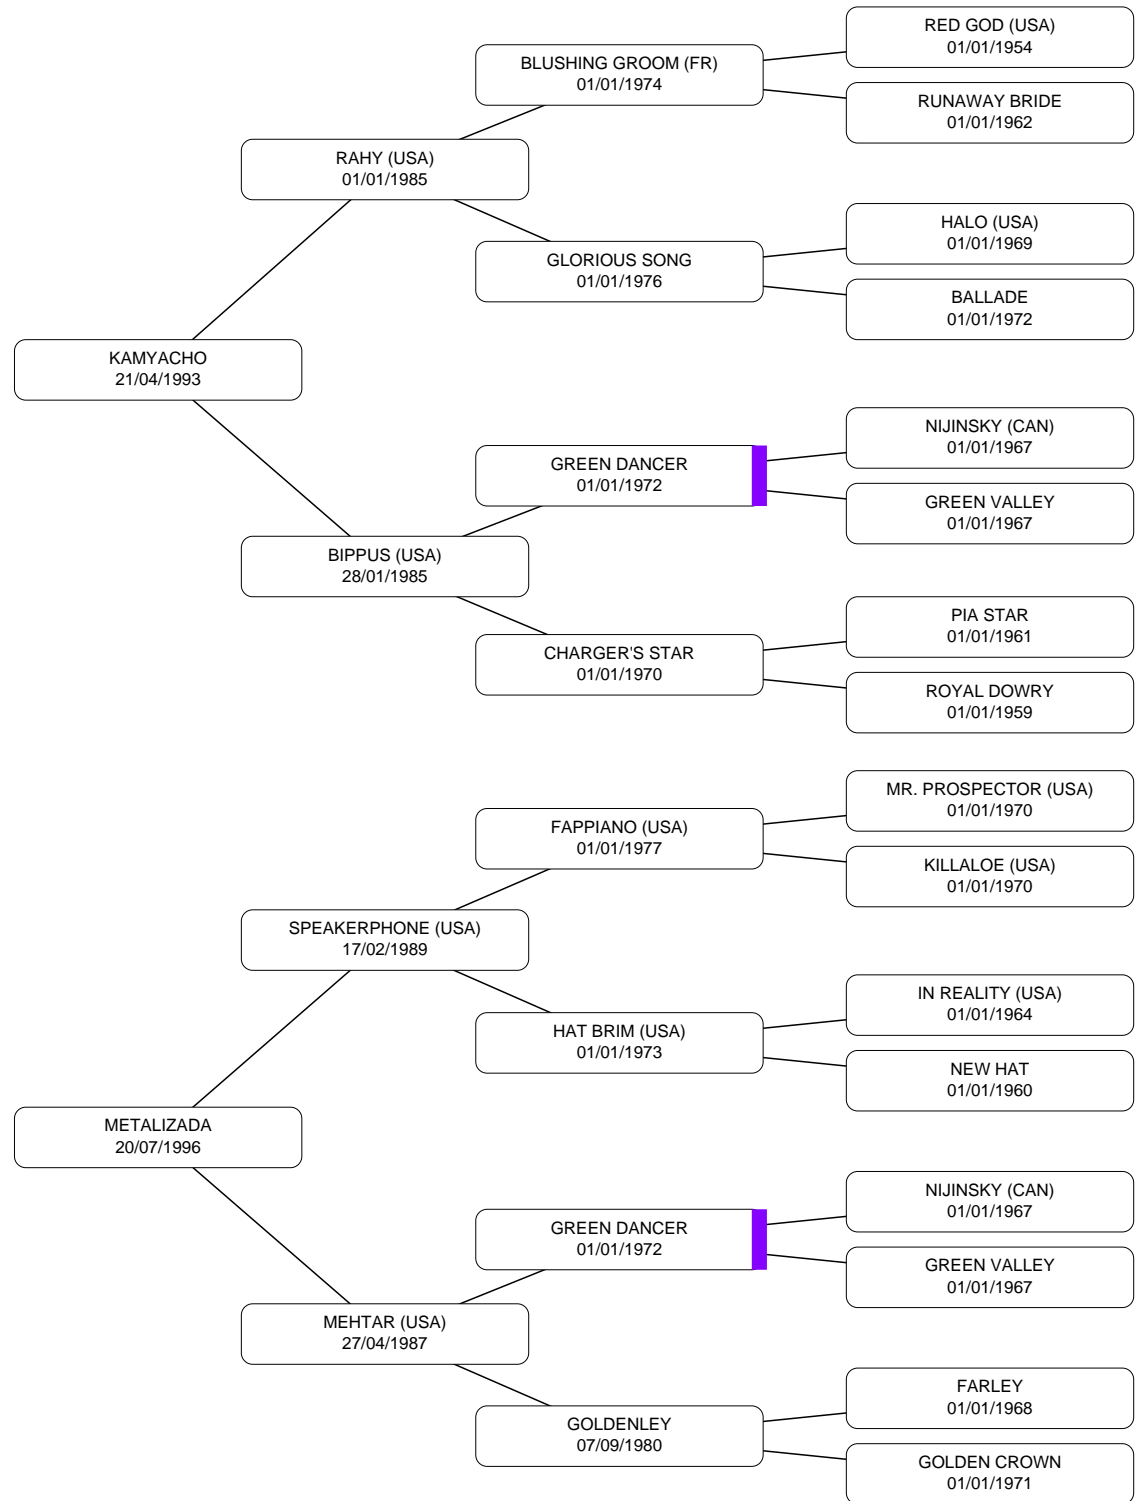 RED GOD (USA)
01/01/1954
BLUSHING GROOM (FR)
01/01/1974
RUNAWAY BRIDE
01/01/1962
RAHY (USA)
01/01/1985
HALO (USA)
01/01/1969
GLORIOUS SONG
01/01/1976
BALLADE
01/01/1972
KAMYACHO
21/04/1993
NIJINSKY (CAN)
01/01/1967
GREEN DANCER
01/01/1972
GREEN VALLEY
01/01/1967
BIPPUS (USA)
28/01/1985
PIA STAR
01/01/1961
CHARGER'S STAR
01/01/1970
ROYAL DOWRY
01/01/1959
MR. PROSPECTOR (USA)
01/01/1970
FAPPIANO (USA)
01/01/1977
KILLALOE (USA)
01/01/1970
SPEAKERPHONE (USA)
17/02/1989
IN REALITY (USA)
01/01/1964
HAT BRIM (USA)
01/01/1973
NEW HAT
01/01/1960
METALIZADA
20/07/1996
NIJINSKY (CAN)
01/01/1967
GREEN DANCER
01/01/1972
GREEN VALLEY
01/01/1967
MEHTAR (USA)
27/04/1987
FARLEY
01/01/1968
GOLDENLEY
07/09/1980
GOLDEN CROWN
01/01/1971